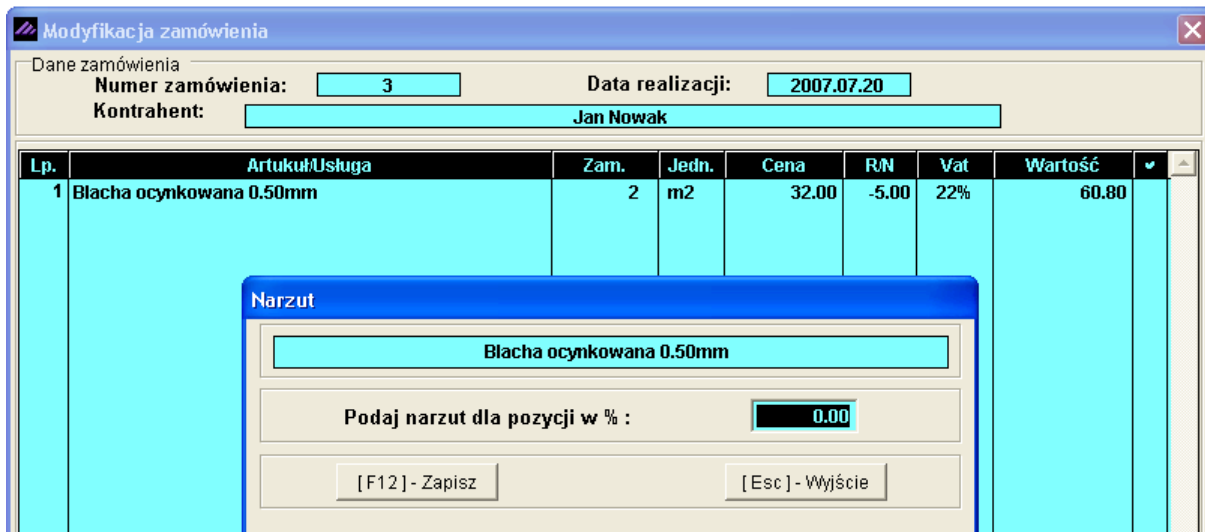 Modyfikacja zamówienia
Dane zamówienia
Numer zamówienia: 3 Data realizacji: 2007.07.20
Kontrahent: Jan Nowak
Lp. Artukuł/Usługa Zam. Jedn. Cena R/N Vat Wartość
1 Blacha ocynkowana 0.50mm 2 m2 32.00 -5.00 22% 60.80
Narzut
Blacha ocynkowana 0.50mm
Podaj narzut dla pozycji w % : 0.00
[ F12 ] - Zapisz [ Esc ] - Wyjście